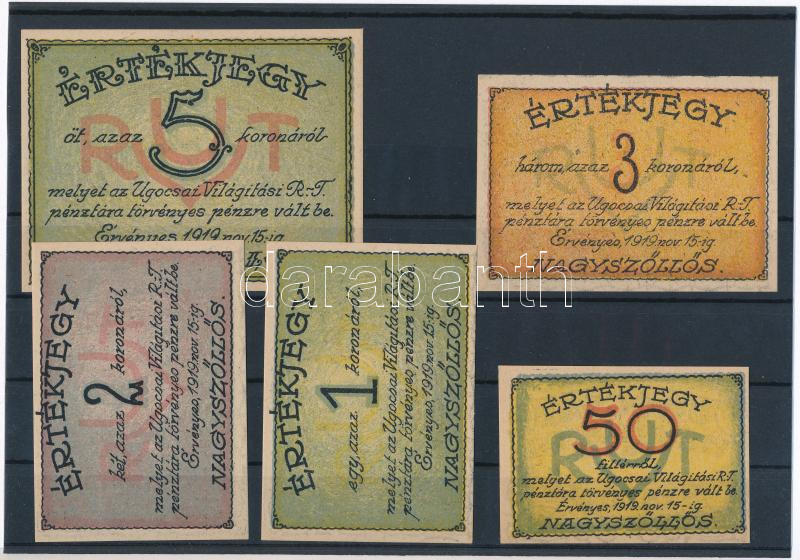 ÉRTÉKJEGY
5
öt, azaz koronáról
RUT
melyet az Ugocsai Világítási R.-T.
pénztára törvényes pénzre vált be.
Érvényes 1919. nov. 15-ig
ÉRTÉKJEGY
3
három, azaz koronáról,
melyet az Ugocsai Világítási R.-T.
pénztára törvényes pénzre vált be.
Érvényes, 1919. nov. 15-ig.
NAGYSZŐLLŐS.
ÉRTÉKJEGY
két, azaz 2 koronáról,
melyet az Ugocsai Világítási R.-T.
pénztára törvényes pénzre vált be.
Érvényes, 1919. nov. 15-ig.
NAGYSZŐLLŐS
ÉRTÉKJEGY
egy, azaz 1 koronáról,
melyet az Ugocsai Világítási R.-T.
pénztára törvényes pénzre vált be.
Érvényes, 1919. nov. 15-ig.
NAGYSZŐLLŐS
ÉRTÉKJEGY
50
RUT
fillérről,
melyet az Ugocsai Világítási R.T.
pénztára törvényes pénzre vált be.
Érvényes, 1919. nov. 15-ig.
NAGYSZŐLLŐS.
darabanth